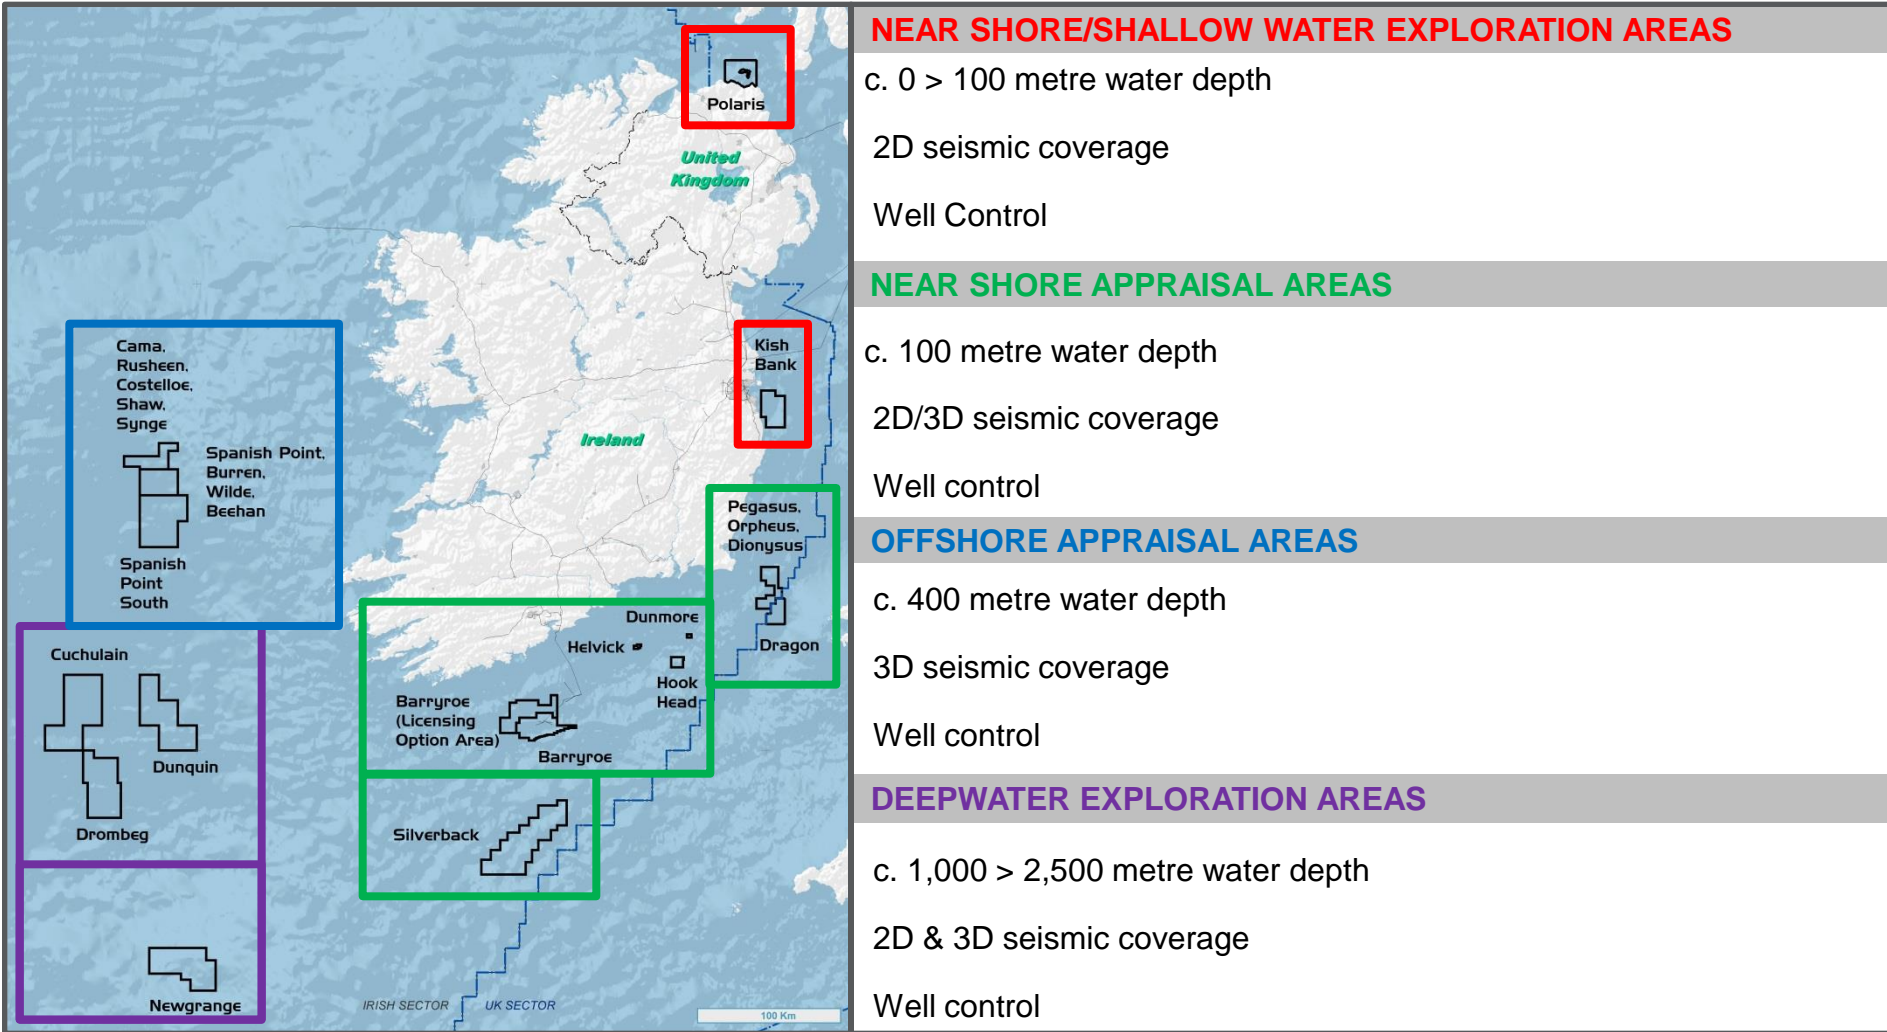 Polaris
United
Kingdom
Kish
Bank
Ireland
Cama,
Rusheen,
Costelloe,
Shaw,
Synge
Spanish Point,
Burren,
Wilde,
Beehan
Spanish
Point
South
Pegasus,
Orpheus,
Dionysus
Dragon
Dunmore
Helvick
Hook
Head
Barryroe
(Licensing
Option Area)
Barryroe
Cuchulain
Dunquin
Drombeg
Silverback
Newgrange
IRISH SECTOR
UK SECTOR
100 Km
NEAR SHORE/SHALLOW WATER EXPLORATION AREAS
c. 0 > 100 metre water depth
2D seismic coverage
Well Control
NEAR SHORE APPRAISAL AREAS
c. 100 metre water depth
2D/3D seismic coverage
Well control
OFFSHORE APPRAISAL AREAS
c. 400 metre water depth
3D seismic coverage
Well control
DEEPWATER EXPLORATION AREAS
c. 1,000 > 2,500 metre water depth
2D & 3D seismic coverage
Well control